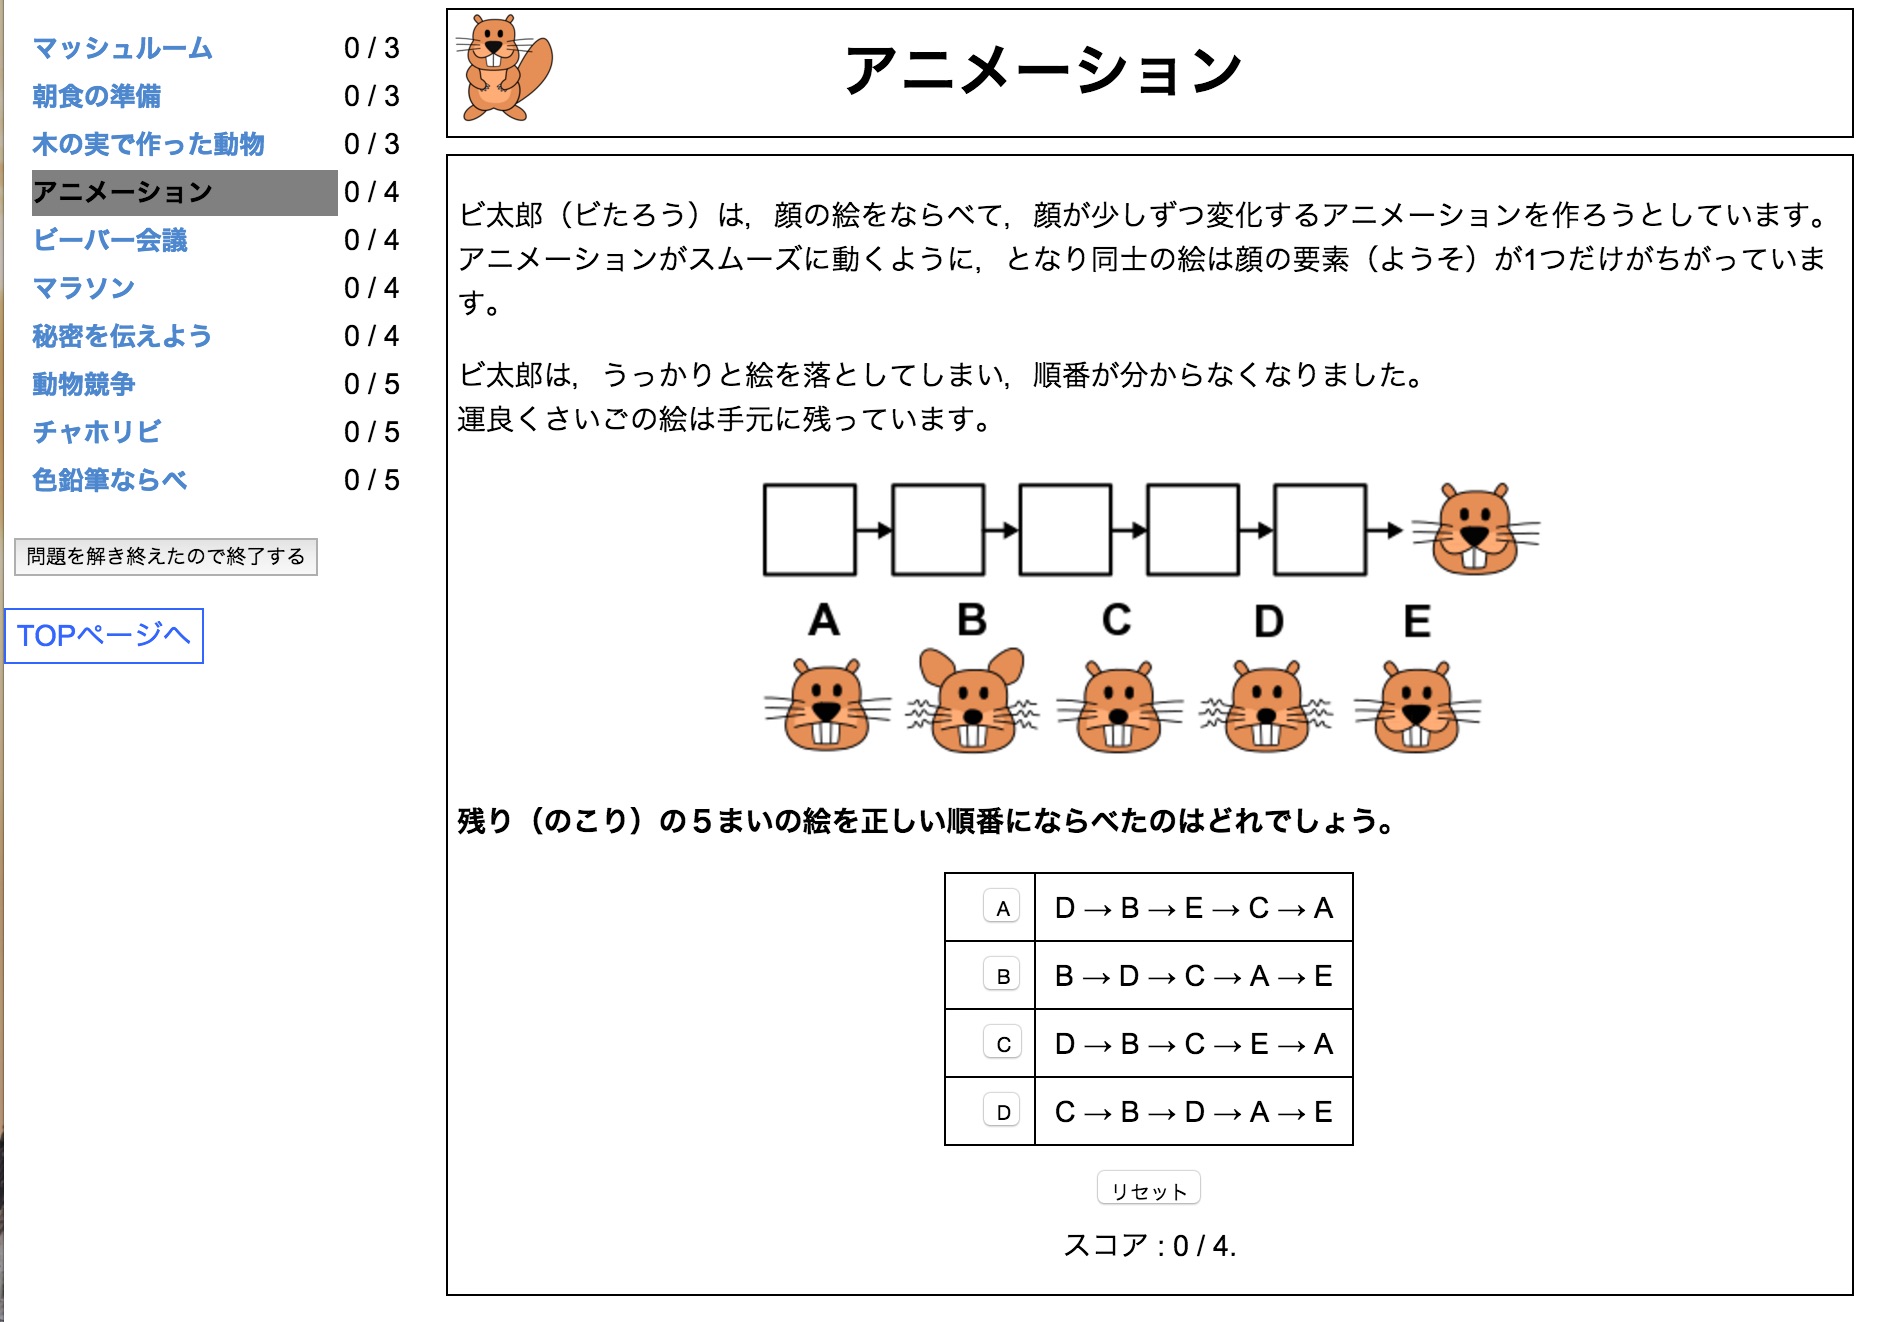 マッシュルーム 0 / 3
朝食の準備 0 / 3
木の実で作った動物 0 / 3
アニメーション 0 / 4
ビーバー会議 0 / 4
マラソン 0 / 4
秘密を伝えよう 0 / 4
動物競争 0 / 5
チャホリビ 0 / 5
色鉛筆ならべ 0 / 5
問題を解き終えたので終了する
TOPページへ
アニメーション
ビ太郎（ビたろう）は，顔の絵をならべて，顔が少しずつ変化するアニメーションを作ろうとしています。
アニメーションがスムーズに動くように，となり同士の絵は顔の要素（ようそ）が1つだけがちがっていま
す。
ビ太郎は，うっかりと絵を落としてしまい，順番が分からなくなりました。
運良くさいごの絵は手元に残っています。
A B C D E
残り（のこり）の５まいの絵を正しい順番にならべたのはどれでしょう。
A D → B → E → C → A
B B → D → C → A → E
C D → B → C → E → A
D C → B → D → A → E
リセット
スコア : 0 / 4.